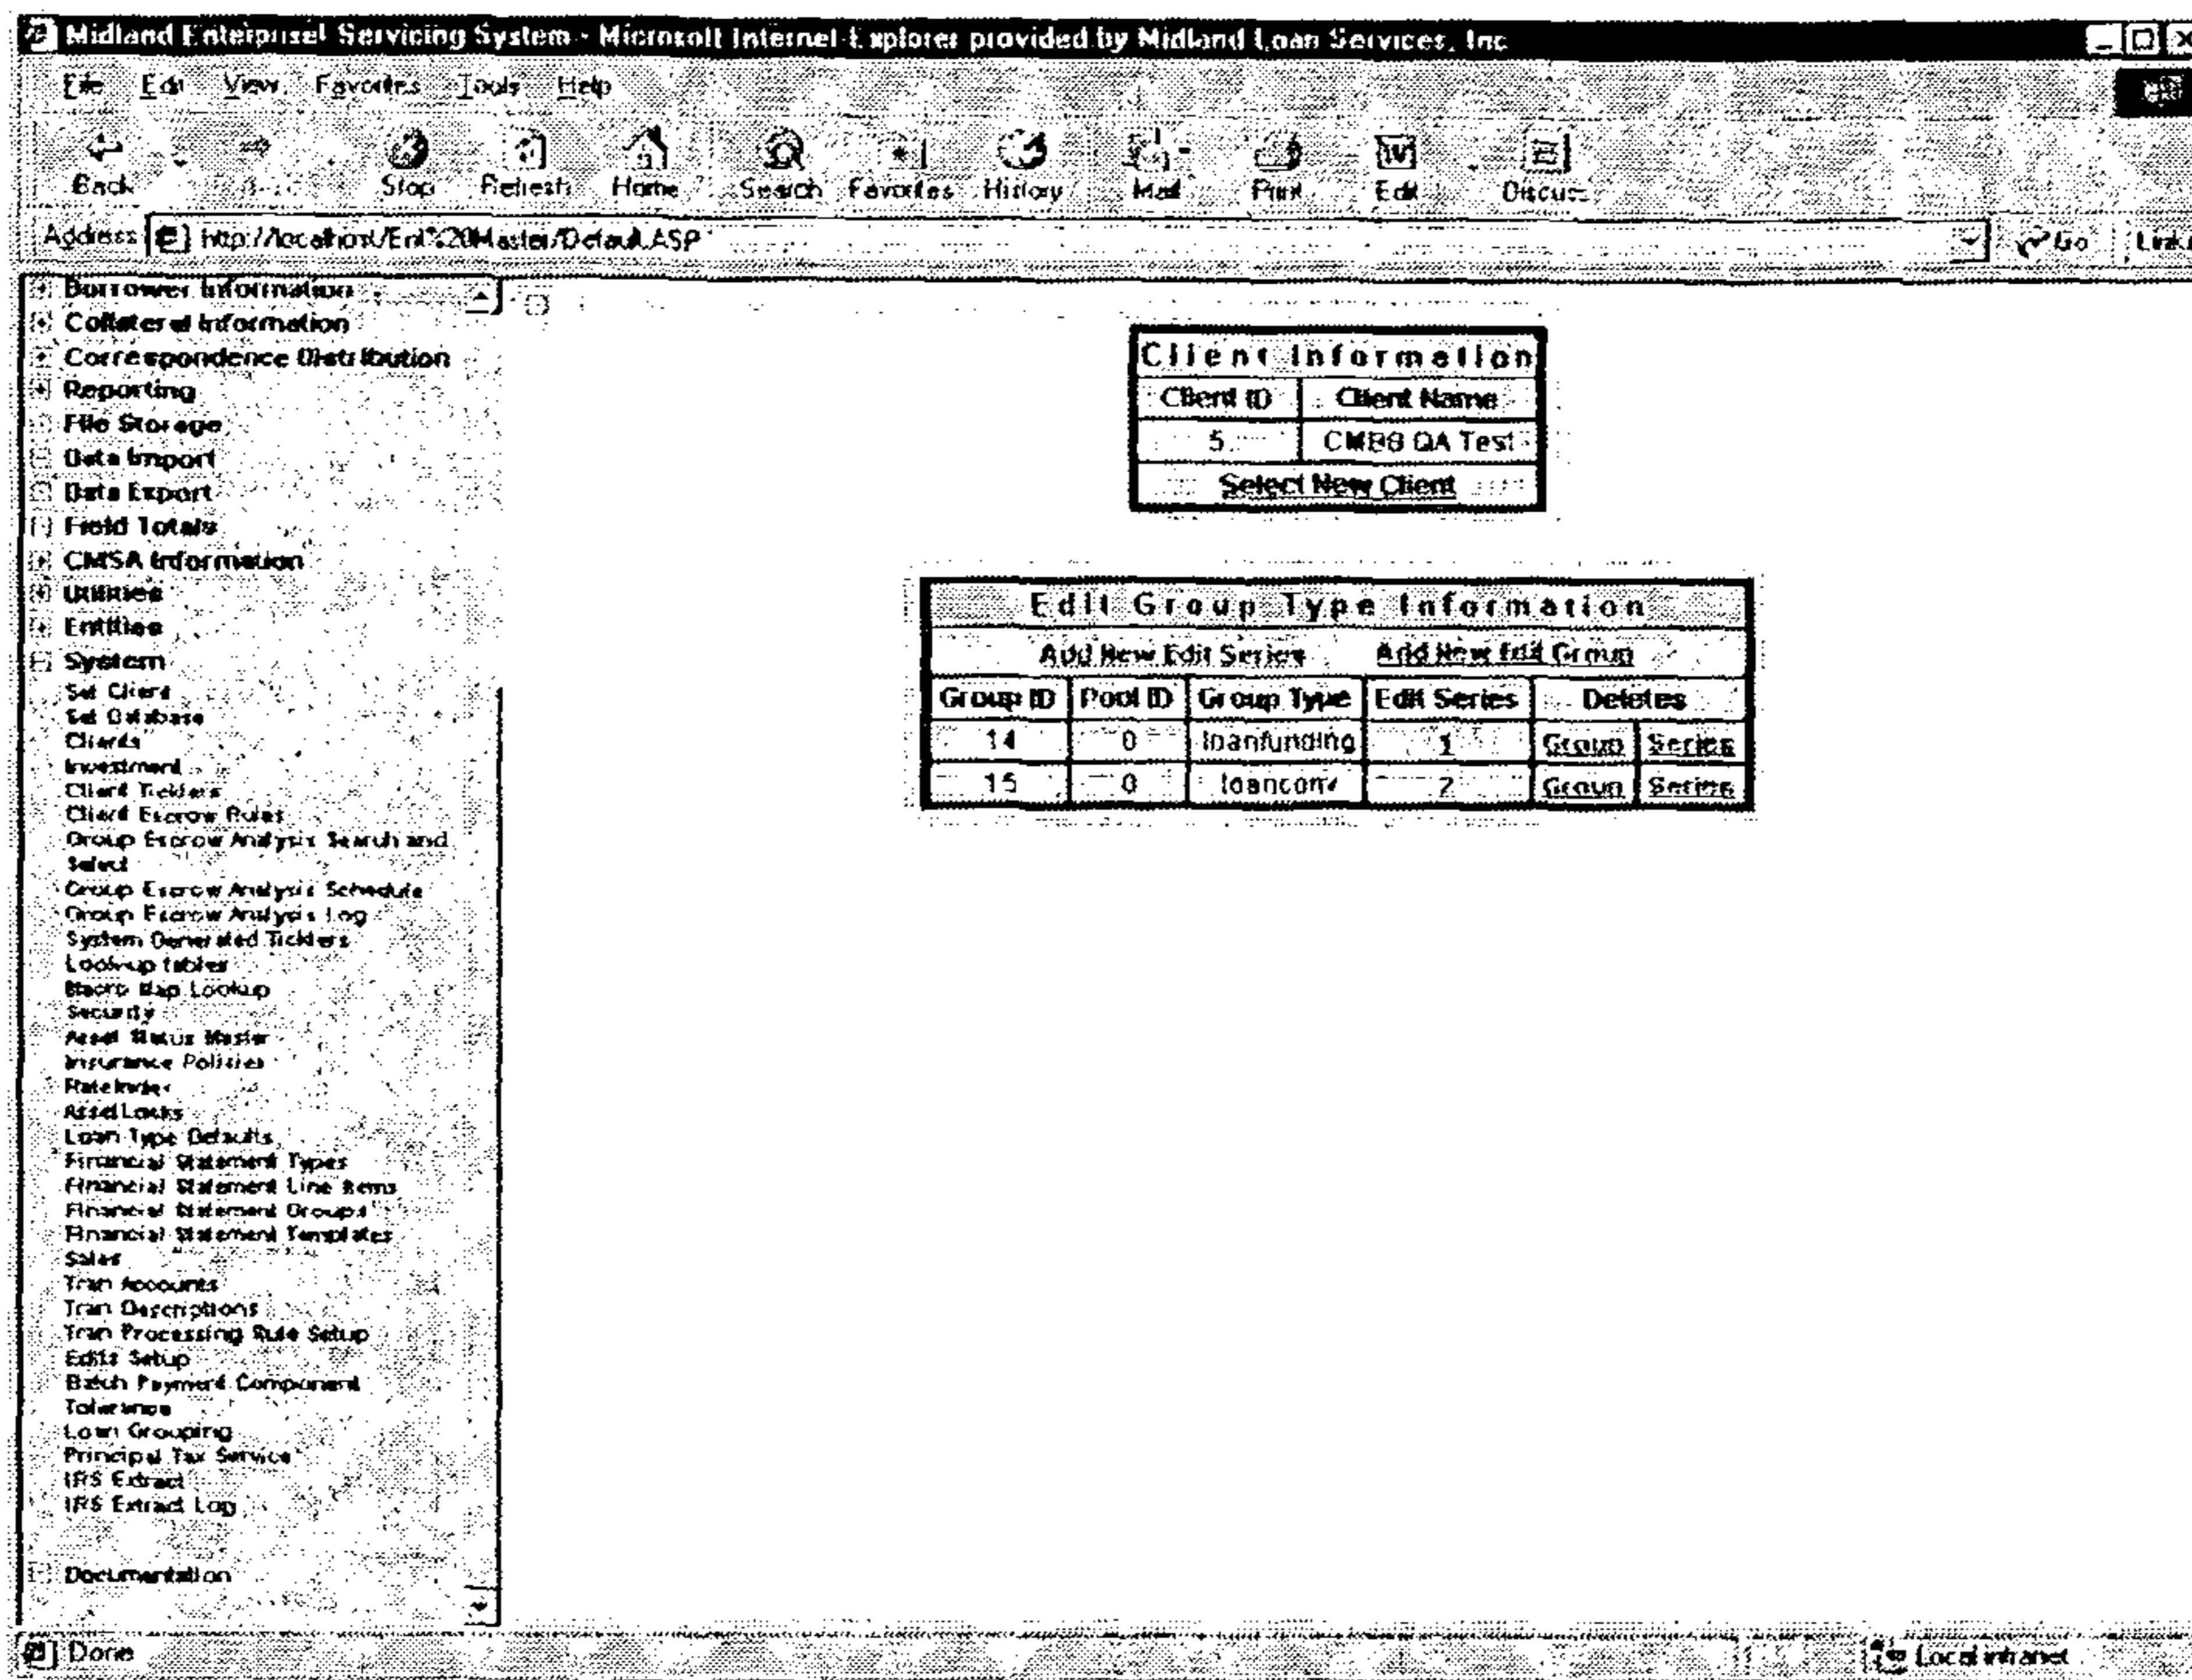 Midland Enterprise! Servicing System - Microsoft Internet Explorer provided by Midland Loan Services, Inc
File Edit View Favorites Tools Help
Back Stop Refresh Home Search Favorites History Mail Print Edit Discuss
Address http://localhost/Ent%20Master/Default.ASP Go Links
Borrower Information
Collateral Information
Correspondence Distribution
Reporting
File Storage
Data Import
Data Export
Field Totals
CMSA Information
Utilities
Entities
System
Set Client
Set Database
Clients
Investment
Client Ticklers
Client Escrow Rules
Group Escrow Analysis Search and
Select
Group Escrow Analysis Schedule
Group Escrow Analysis Log
System Generated Ticklers
Look-up tables
Macro Map Lookup
Security
Asset Status Master
Insurance Policies
Rate Index
Asset Locks
Loan Type Defaults
Financial Statement Types
Financial Statement Line Items
Financial Statement Groups
Financial Statement Templates
Sales
Tran Accounts
Tran Descriptions
Tran Processing Rule Setup
Edits Setup
Batch Payment Component
Tolerance
Loan Grouping
Principal Tax Service
IRS Extract
IRS Extract Log
Documentation
Client Information
Client ID Client Name
5 CMBS QA Test
Select New Client
Edit Group Type Information
Add New Edit Series Add New Edit Group
Group ID Pool ID Group Type Edit Series Deletes
14 0 loanfunding 1 Group Series
15 0 loanconv 2 Group Series
Done Local intranet